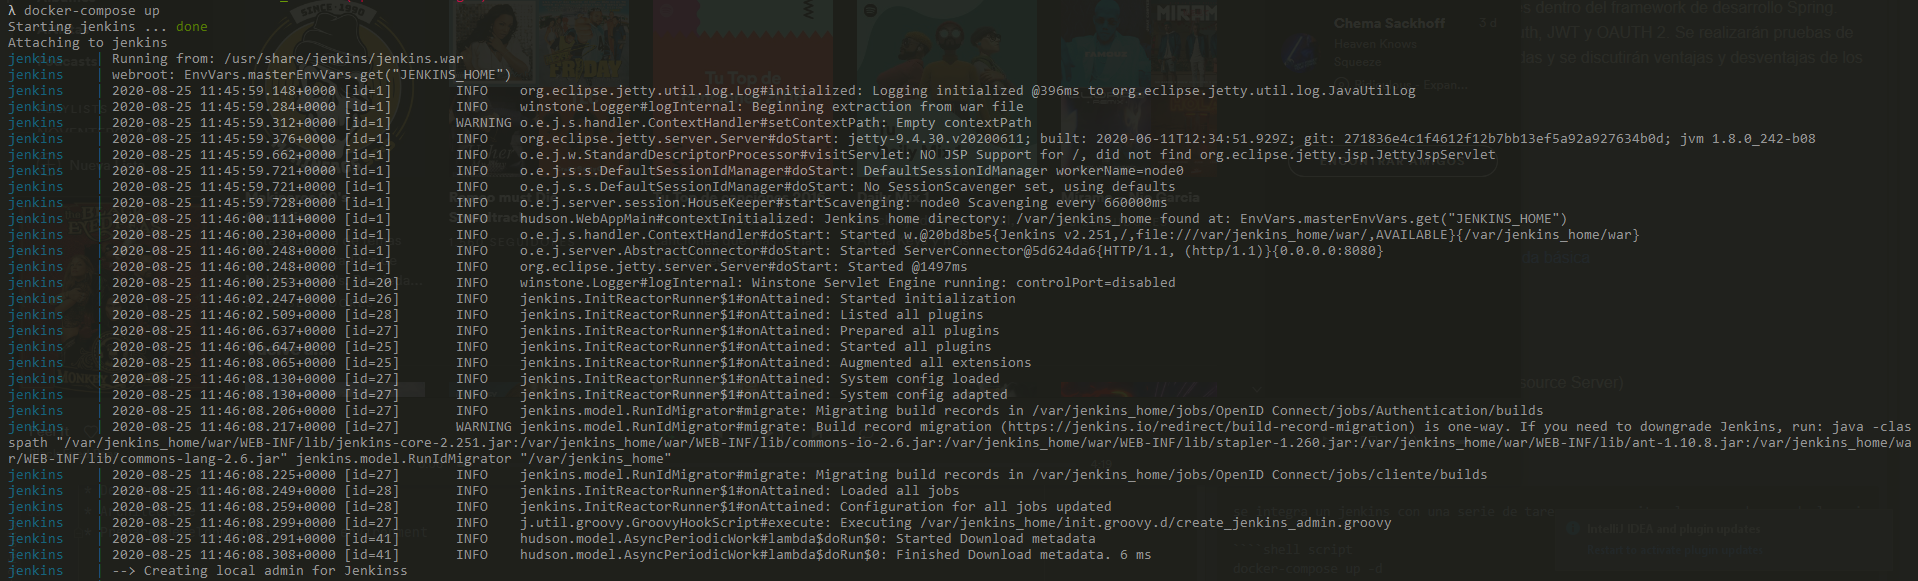 λ docker-compose up
Starting jenkins ... done
Attaching to jenkins
jenkins    | Running from: /usr/share/jenkins/jenkins.war
jenkins    | webroot: EnvVars.masterEnvVars.get("JENKINS_HOME")
jenkins    | 2020-08-25 11:45:59.148+0000 [id=1]        INFO    org.eclipse.jetty.util.log.Log#initialized: Logging initialized @396ms to org.eclipse.jetty.util.log.JavaUtilLog
jenkins    | 2020-08-25 11:45:59.284+0000 [id=1]        INFO    winstone.Logger#logInternal: Beginning extraction from war file
jenkins    | 2020-08-25 11:45:59.312+0000 [id=1]        WARNING o.e.j.s.handler.ContextHandler#setContextPath: Empty contextPath
jenkins    | 2020-08-25 11:45:59.376+0000 [id=1]        INFO    org.eclipse.jetty.server.Server#doStart: jetty-9.4.30.v20200611; built: 2020-06-11T12:34:51.929Z; git: 271836e4c1f4612f12b7bb13ef5a92a927634b0d; jvm 1.8.0_242-b08
jenkins    | 2020-08-25 11:45:59.662+0000 [id=1]        INFO    o.e.j.w.StandardDescriptorProcessor#visitServlet: NO JSP Support for /, did not find org.eclipse.jetty.jsp.JettyJspServlet
jenkins    | 2020-08-25 11:45:59.721+0000 [id=1]        INFO    o.e.j.s.s.DefaultSessionIdManager#doStart: DefaultSessionIdManager workerName=node0
jenkins    | 2020-08-25 11:45:59.721+0000 [id=1]        INFO    o.e.j.s.s.DefaultSessionIdManager#doStart: No SessionScavenger set, using defaults
jenkins    | 2020-08-25 11:45:59.728+0000 [id=1]        INFO    o.e.j.server.session.HouseKeeper#startScavenging: node0 Scavenging every 660000ms
jenkins    | 2020-08-25 11:46:00.111+0000 [id=1]        INFO    hudson.WebAppMain#contextInitialized: Jenkins home directory: /var/jenkins_home found at: EnvVars.masterEnvVars.get("JENKINS_HOME")
jenkins    | 2020-08-25 11:46:00.230+0000 [id=1]        INFO    o.e.j.s.handler.ContextHandler#doStart: Started w.@20bd8be5{Jenkins v2.251,/,file:///var/jenkins_home/war/,AVAILABLE}{/var/jenkins_home/war}
jenkins    | 2020-08-25 11:46:00.248+0000 [id=1]        INFO    o.e.j.server.AbstractConnector#doStart: Started ServerConnector@5d624da6{HTTP/1.1, (http/1.1)}{0.0.0.0:8080}
jenkins    | 2020-08-25 11:46:00.248+0000 [id=1]        INFO    org.eclipse.jetty.server.Server#doStart: Started @1497ms
jenkins    | 2020-08-25 11:46:00.253+0000 [id=20]       INFO    winstone.Logger#logInternal: Winstone Servlet Engine running: controlPort=disabled
jenkins    | 2020-08-25 11:46:02.247+0000 [id=26]       INFO    jenkins.InitReactorRunner$1#onAttained: Started initialization
jenkins    | 2020-08-25 11:46:02.509+0000 [id=28]       INFO    jenkins.InitReactorRunner$1#onAttained: Listed all plugins
jenkins    | 2020-08-25 11:46:06.637+0000 [id=27]       INFO    jenkins.InitReactorRunner$1#onAttained: Prepared all plugins
jenkins    | 2020-08-25 11:46:06.647+0000 [id=25]       INFO    jenkins.InitReactorRunner$1#onAttained: Started all plugins
jenkins    | 2020-08-25 11:46:08.065+0000 [id=25]       INFO    jenkins.InitReactorRunner$1#onAttained: Augmented all extensions
jenkins    | 2020-08-25 11:46:08.130+0000 [id=27]       INFO    jenkins.InitReactorRunner$1#onAttained: System config loaded
jenkins    | 2020-08-25 11:46:08.130+0000 [id=27]       INFO    jenkins.InitReactorRunner$1#onAttained: System config adapted
jenkins    | 2020-08-25 11:46:08.206+0000 [id=27]       INFO    jenkins.model.RunIdMigrator#migrate: Migrating build records in /var/jenkins_home/jobs/OpenID Connect/jobs/Authentication/builds
jenkins    | 2020-08-25 11:46:08.217+0000 [id=27]       WARNING jenkins.model.RunIdMigrator#migrate: Build record migration (https://jenkins.io/redirect/build-record-migration) is one-way. If you need to downgrade Jenkins, run: java -clas
spath "/var/jenkins_home/war/WEB-INF/lib/jenkins-core-2.251.jar:/var/jenkins_home/war/WEB-INF/lib/commons-io-2.6.jar:/var/jenkins_home/war/WEB-INF/lib/stapler-1.260.jar:/var/jenkins_home/war/WEB-INF/lib/ant-1.10.8.jar:/var/jenkins_home/wa
r/WEB-INF/lib/commons-lang-2.6.jar" jenkins.model.RunIdMigrator "/var/jenkins_home"
jenkins    | 2020-08-25 11:46:08.225+0000 [id=27]       INFO    jenkins.model.RunIdMigrator#migrate: Migrating build records in /var/jenkins_home/jobs/OpenID Connect/jobs/cliente/builds
jenkins    | 2020-08-25 11:46:08.249+0000 [id=28]       INFO    jenkins.InitReactorRunner$1#onAttained: Loaded all jobs
jenkins    | 2020-08-25 11:46:08.259+0000 [id=28]       INFO    jenkins.InitReactorRunner$1#onAttained: Configuration for all jobs updated
jenkins    | 2020-08-25 11:46:08.299+0000 [id=27]       INFO    j.util.groovy.GroovyHookScript#execute: Executing /var/jenkins_home/init.groovy.d/create_jenkins_admin.groovy
jenkins    | 2020-08-25 11:46:08.291+0000 [id=41]       INFO    hudson.model.AsyncPeriodicWork#lambda$doRun$0: Started Download metadata
jenkins    | 2020-08-25 11:46:08.308+0000 [id=41]       INFO    hudson.model.AsyncPeriodicWork#lambda$doRun$0: Finished Download metadata. 6 ms
jenkins    | --> Creating local admin for Jenkinss